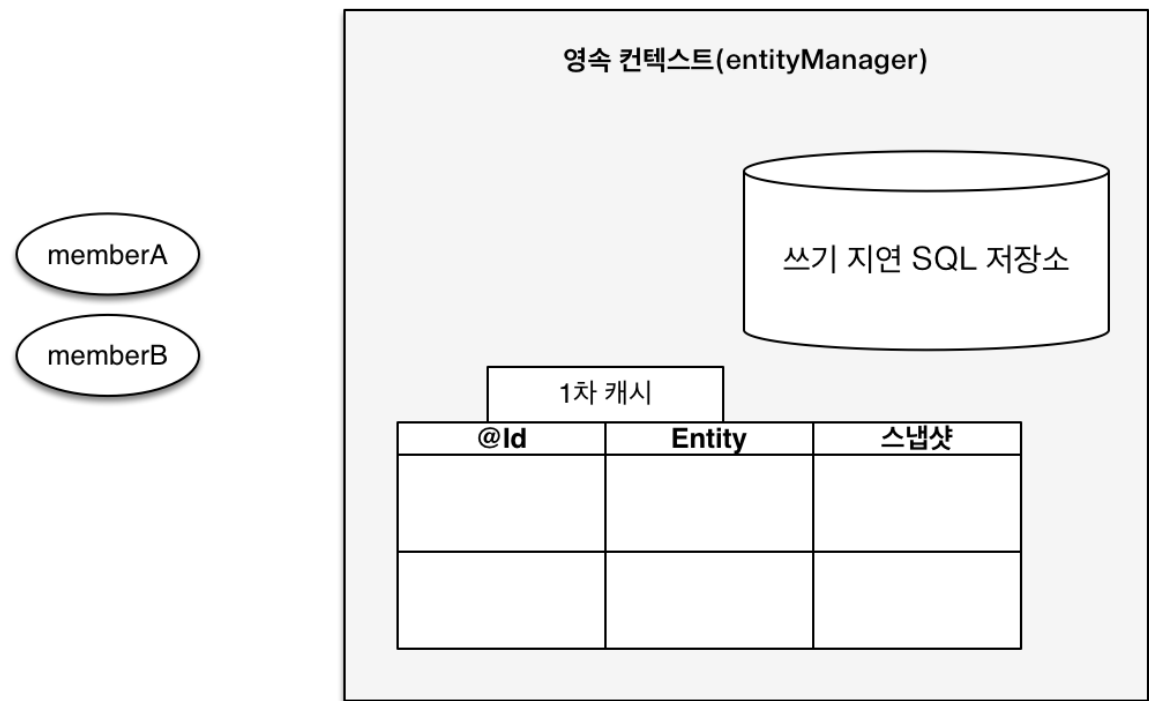 영속 컨텍스트(entityManager)
쓰기 지연 SQL 저장소
memberA
memberB
1차 캐시
@Id Entity 스냅샷